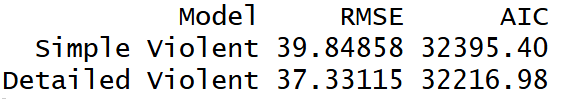 Model RMSE AIC
Simple Violent 39.84858 32395.40
Detailed Violent 37.33115 32216.98